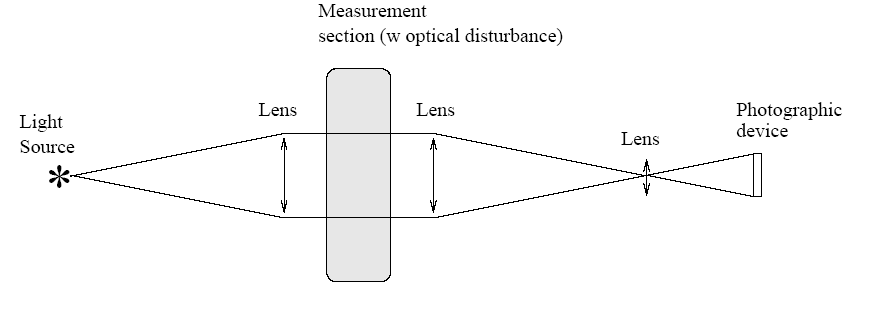 Measurement
section (w optical disturbance)
Light
Source
Lens
Lens
Lens
Photographic
device